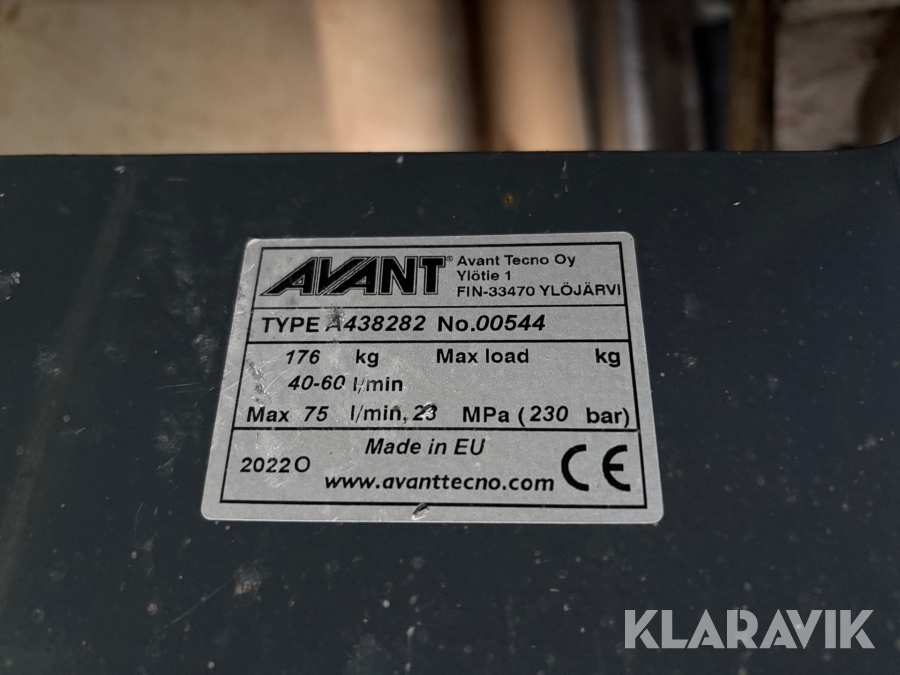 AVANT®
Avant Tecno Oy
Ylötie 1
FIN-33470 YLÖJÄRVI
TYPE A438282 No.00544
176 kg Max load kg
40-60 l/min
Max 75 l/min, 23 MPa (230 bar)
Made in EU
2022O
www.avanttecno.com
CE
KLARAVIK